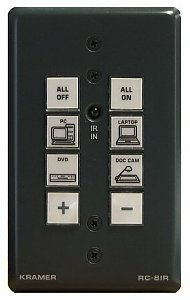 ALL OFF
ALL ON
PC
LAPTOP
IR
IN
DVD
DOC CAM
+
−
KRAMER
RC-8IR